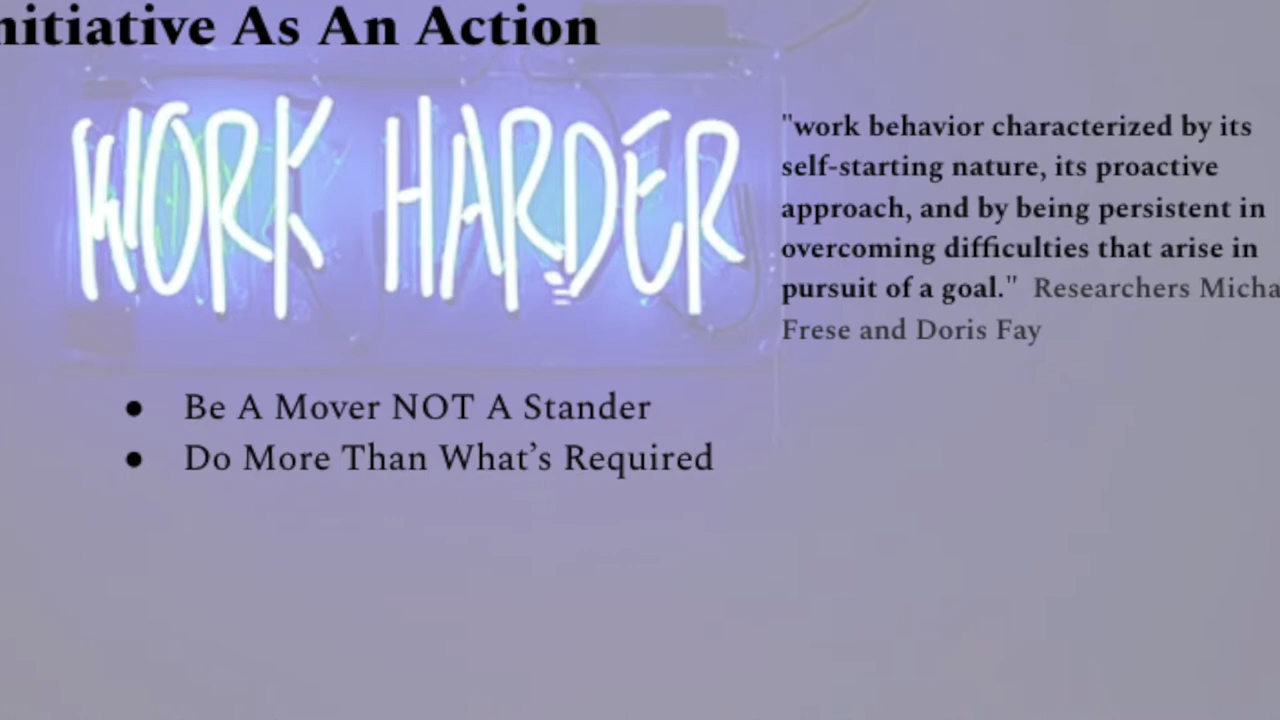 nitiative As An Action
WORK HARDER
"work behavior characterized by its
self-starting nature, its proactive
approach, and by being persistent in
overcoming difficulties that arise in
pursuit of a goal." Researchers Micha
Frese and Doris Fay
● Be A Mover NOT A Stander
● Do More Than What’s Required